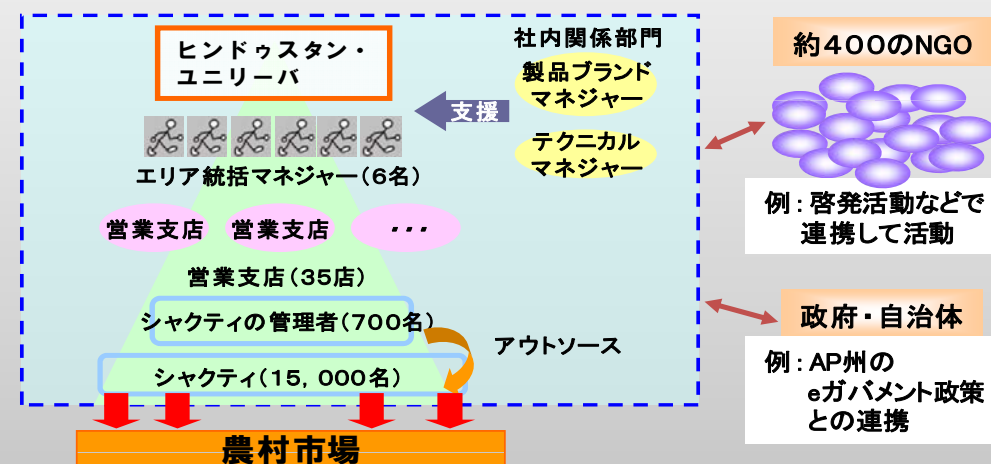 ヒンドゥスタン・
ユニリーバ
社内関係部門
製品ブランド
マネジャー
支援
テクニカル
マネジャー
エリア統括マネジャー(6名)
営業支店
営業支店
・・・
営業支店(35店)
シャクティの管理者(700名)
アウトソース
シャクティ(15,000名)
農村市場
約400のNGO
例:啓発活動などで
連携して活動
政府・自治体
例:AP州の
eガバメント政策
との連携